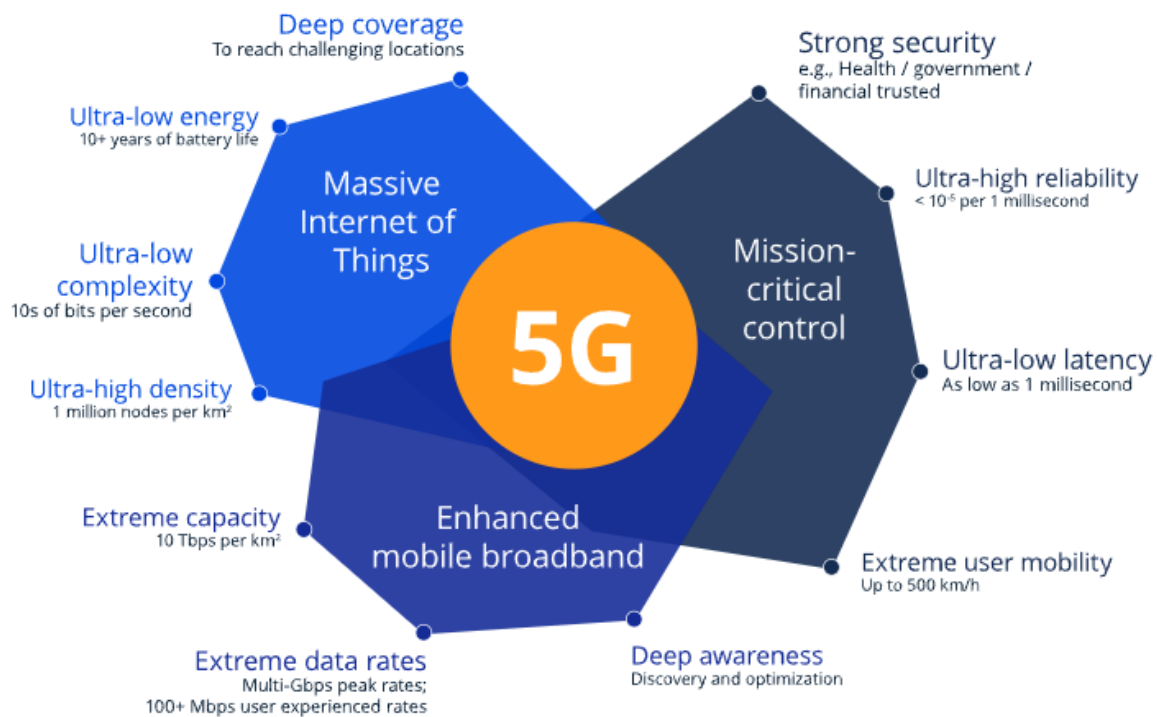 Deep coverage
To reach challenging locations
Ultra-low energy
10+ years of battery life
Ultra-low
complexity
10s of bits per second
Ultra-high density
1 million nodes per km²
Massive
Internet of
Things
Strong security
e.g., Health / government /
financial trusted
Ultra-high reliability
< 10⁻⁵ per 1 millisecond
Ultra-low latency
As low as 1 millisecond
Extreme user mobility
Up to 500 km/h
Mission-
critical
control
5G
Enhanced
mobile broadband
Extreme capacity
10 Tbps per km²
Extreme data rates
Multi-Gbps peak rates;
100+ Mbps user experienced rates
Deep awareness
Discovery and optimization